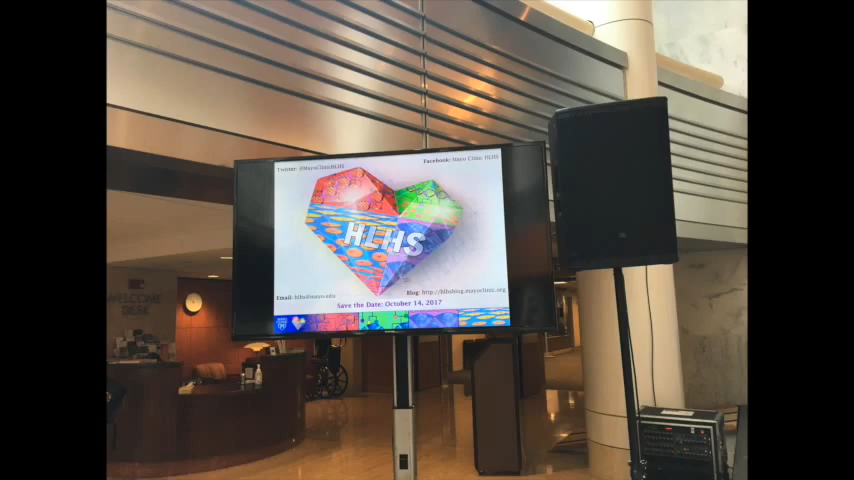 Twitter: @MayoClinicHLHS
Facebook: Mayo Clinic HLHS
HLHS
Email: hlhs@mayo.edu
Blog: http://hlhsblog.mayoclinic.org
Save the Date: October 14, 2017
WELCOME
DESK